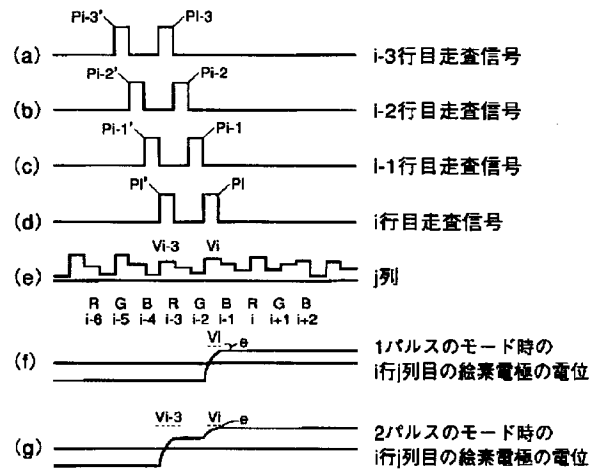 Pi-3' Pi-3
(a) i-3行目走査信号
Pi-2' Pi-2
(b) i-2行目走査信号
Pi-1' Pi-1
(c) i-1行目走査信号
Pi' Pi
(d) i行目走査信号
Vi-3 Vi
(e) j列
R G B R G B R G B
i-6 i-5 i-4 i-3 i-2 i-1 i i+1 i+2
Vi e
(f) 1パルスのモード時の
i行j列目の絵素電極の電位
Vi-3 Vi e
(g) 2パルスのモード時の
i行j列目の絵素電極の電位